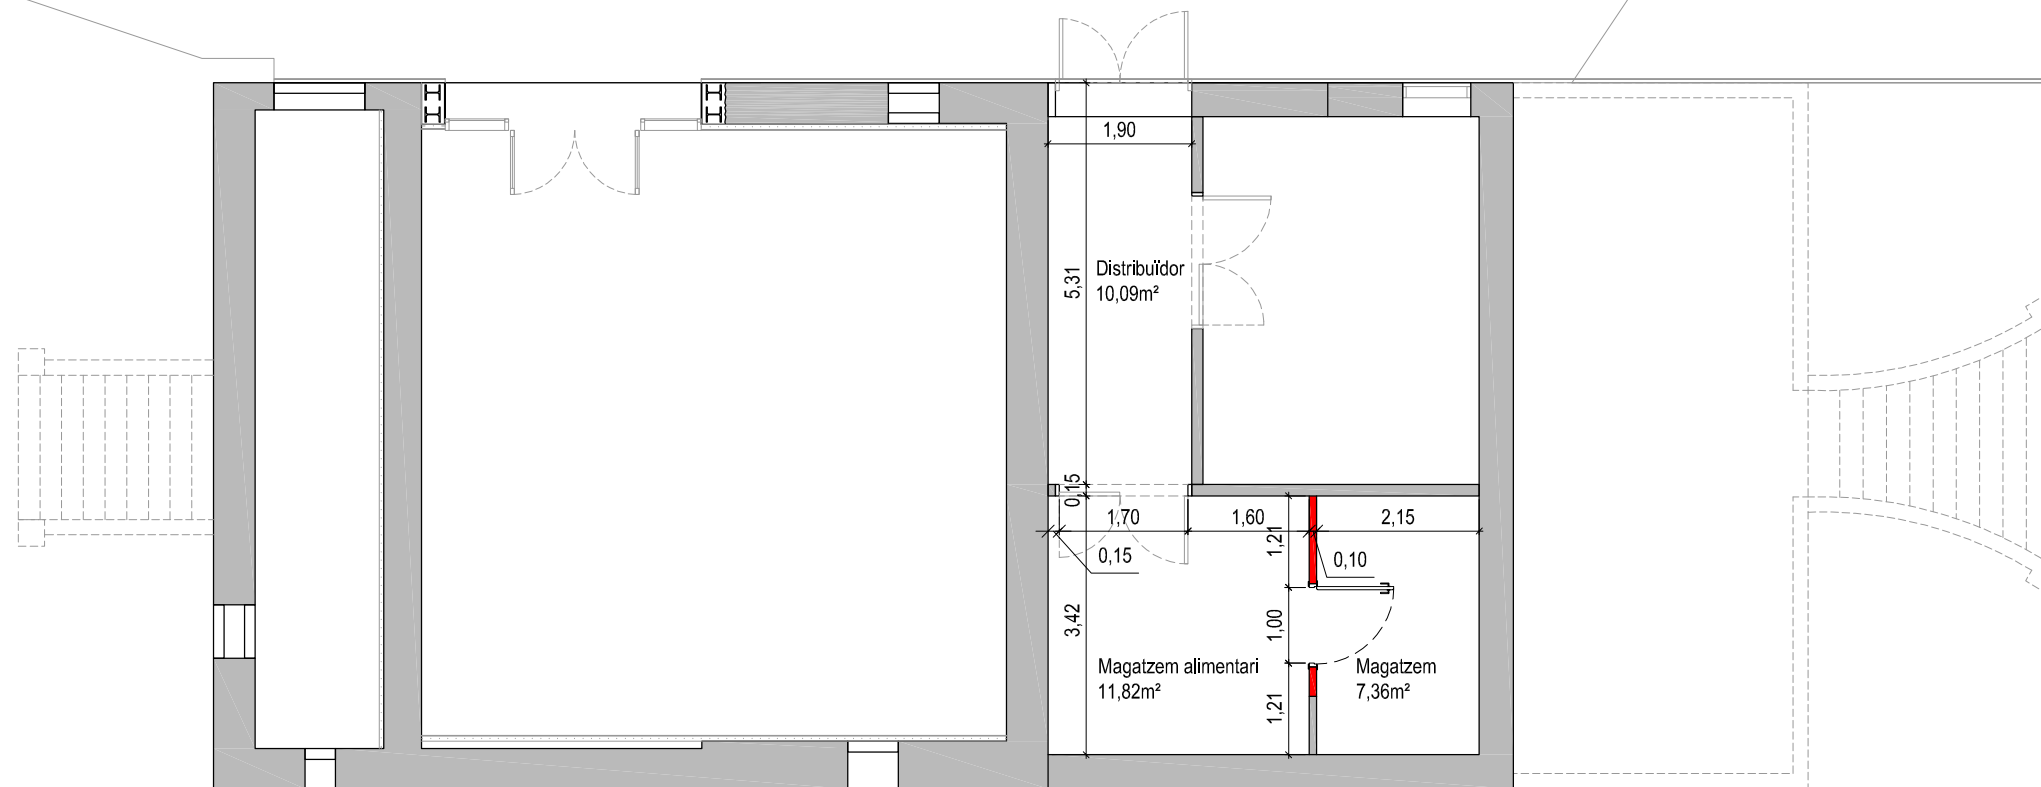 1,90
5,31
Distribuïdor
10,09m²
0,15
1,70
1,60
2,15
1,21
0,15
0,10
3,42
1,00
Magatzem alimentari
11,82m²
Magatzem
7,36m²
1,21